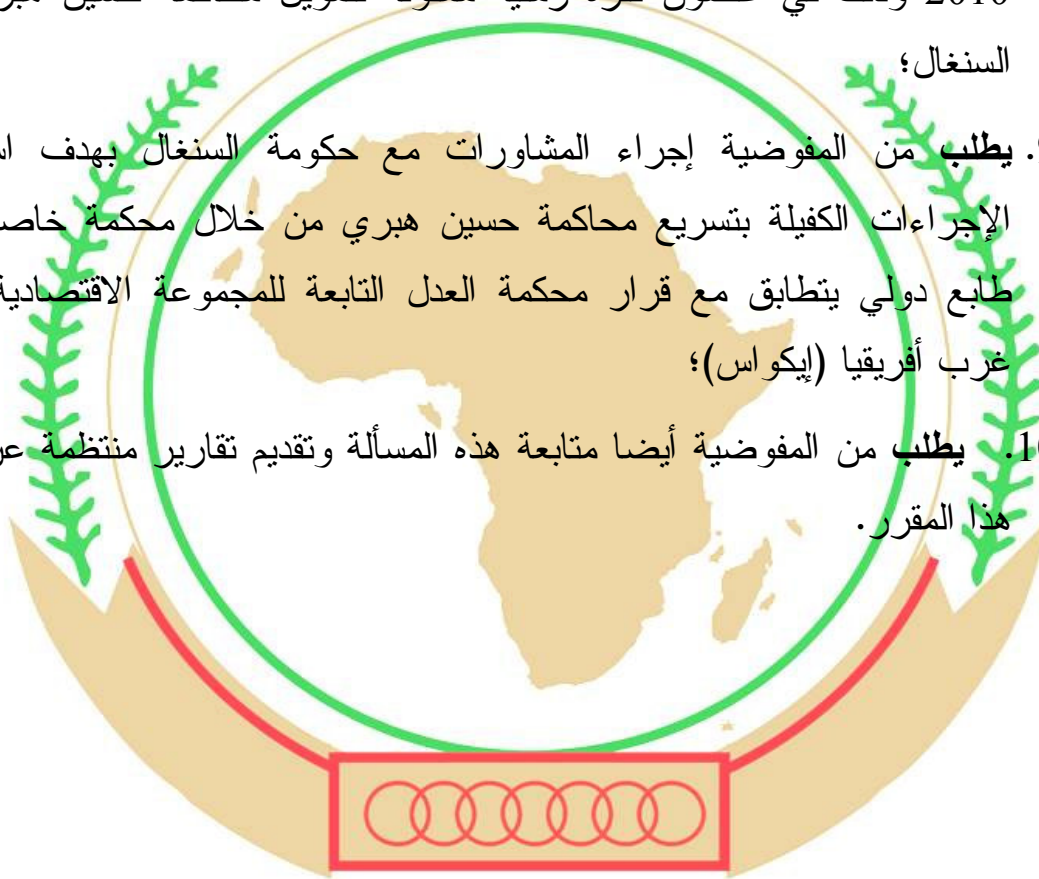 السنغال؛
يطلب من المفوضية إجراء المشاورات مع حكومة السنغال بهدف
الإجراءات الكفيلة بتسريع محاكمة حسين هبري من خلال محكمة
طابع دولي يتطابق مع قرار محكمة العدل التابعة للمجموعة الاقتصادية
غرب أفريقيا (إيكواس)؛
يطلب من المفوضية أيضا متابعة هذه المسألة وتقديم تقارير منتظمة
هذا المقرر.